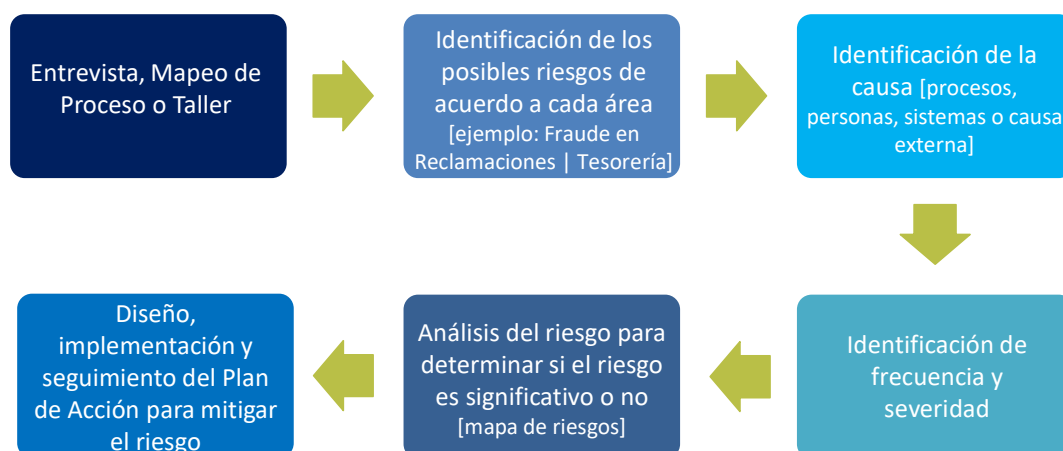 Entrevista, Mapeo de
Proceso o Taller
Identificación de los
posibles riesgos de
acuerdo a cada área
[ejemplo: Fraude en
Reclamaciones | Tesorería]
Identificación de la
causa [procesos,
personas, sistemas o causa
externa]
Identificación de
frecuencia y
severidad
Análisis del riesgo para
determinar si el riesgo
es significativo o no
[mapa de riesgos]
Diseño,
implementación y
seguimiento del Plan
de Acción para mitigar
el riesgo